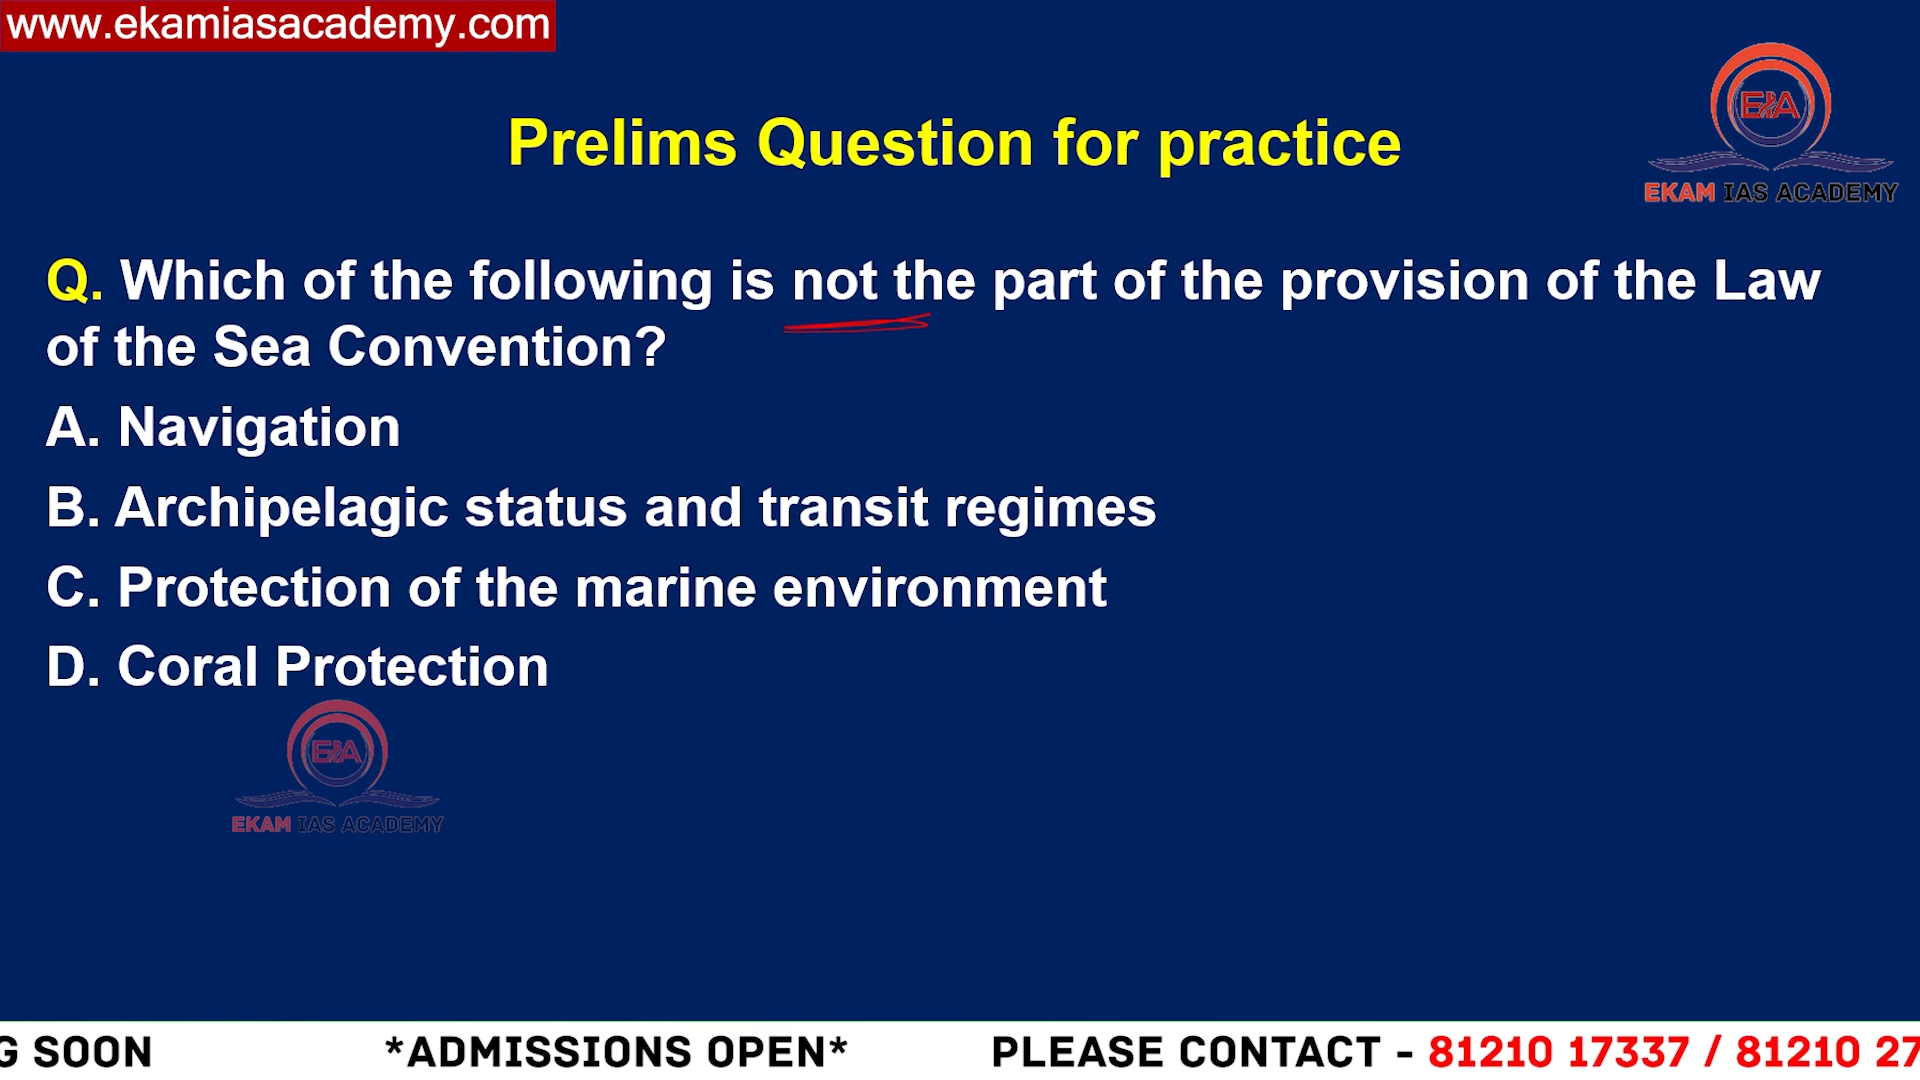 www.ekamiasacademy.com
EKAM IAS ACADEMY
Prelims Question for practice
Q. Which of the following is not the part of the provision of the Law
of the Sea Convention?
A. Navigation
B. Archipelagic status and transit regimes
C. Protection of the marine environment
D. Coral Protection
EKAM IAS ACADEMY
G SOON *ADMISSIONS OPEN* PLEASE CONTACT - 81210 17337 / 81210 27